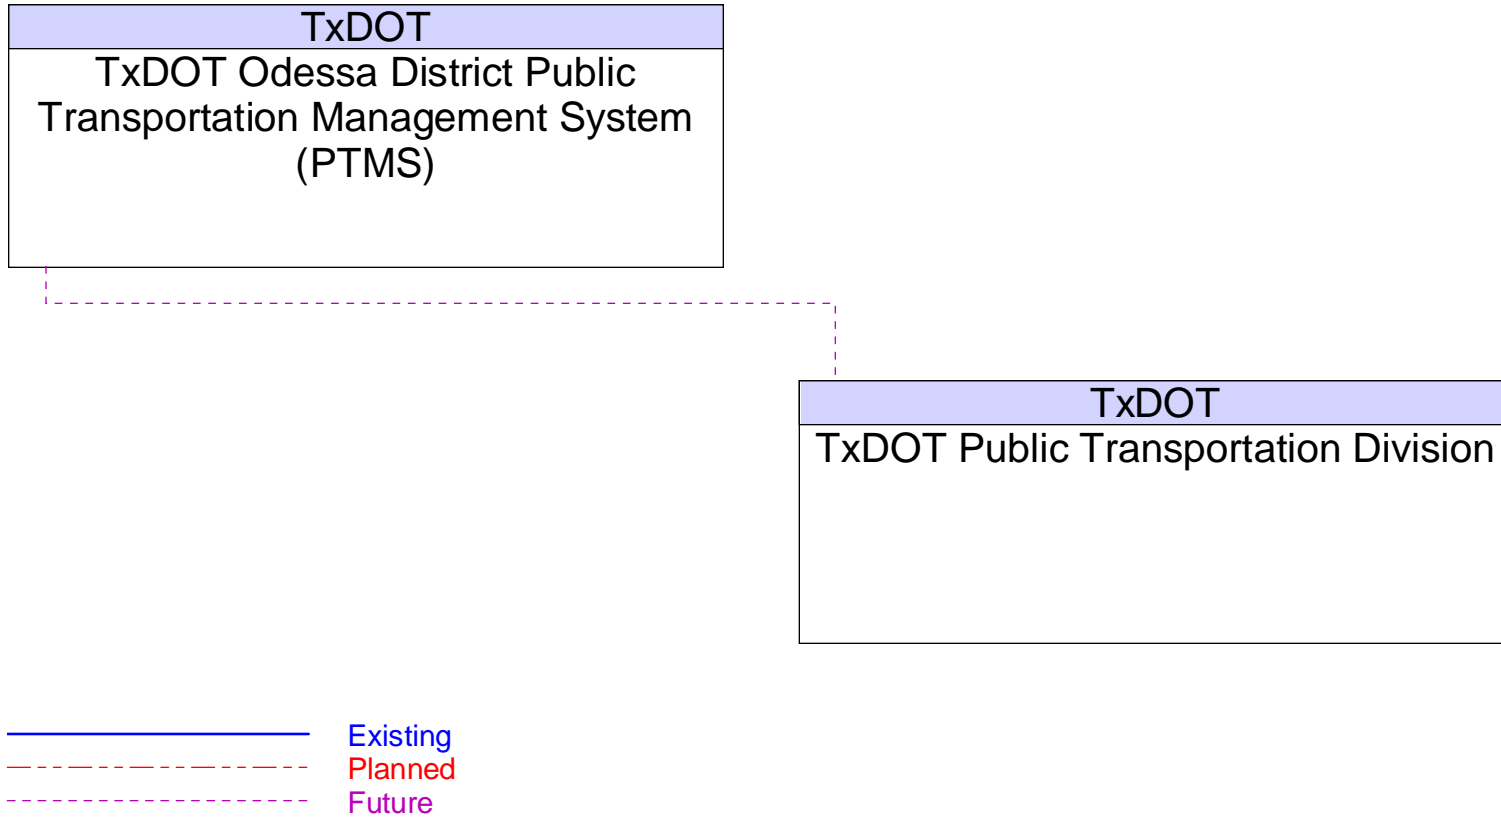 TxDOT
TxDOT Odessa District Public
Transportation Management System
(PTMS)
TxDOT
TxDOT Public Transportation Division
Existing
Planned
Future